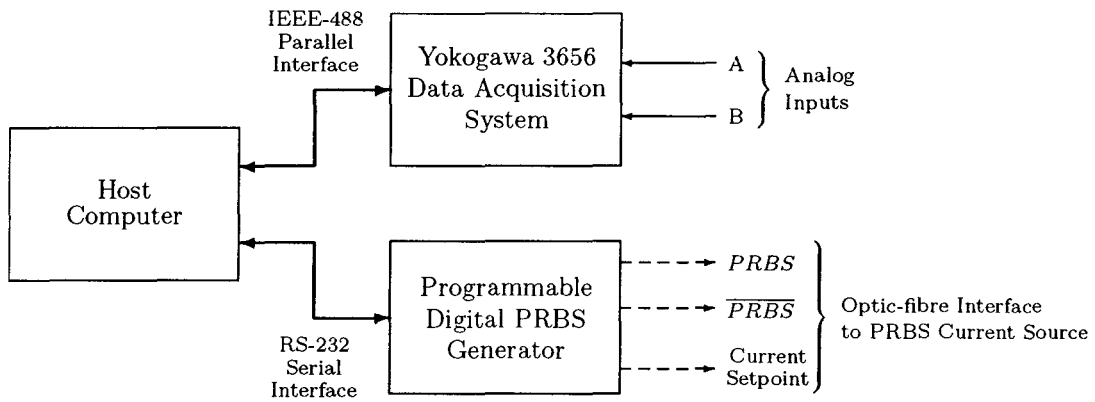 IEEE-488
Parallel
Interface
Yokogawa 3656
Data Acquisition
System
A
B
Analog
Inputs
Host
Computer
RS-232
Serial
Interface
Programmable
Digital PRBS
Generator
PRBS
P̅R̅B̅S̅
Current
Setpoint
Optic-fibre Interface
to PRBS Current Source